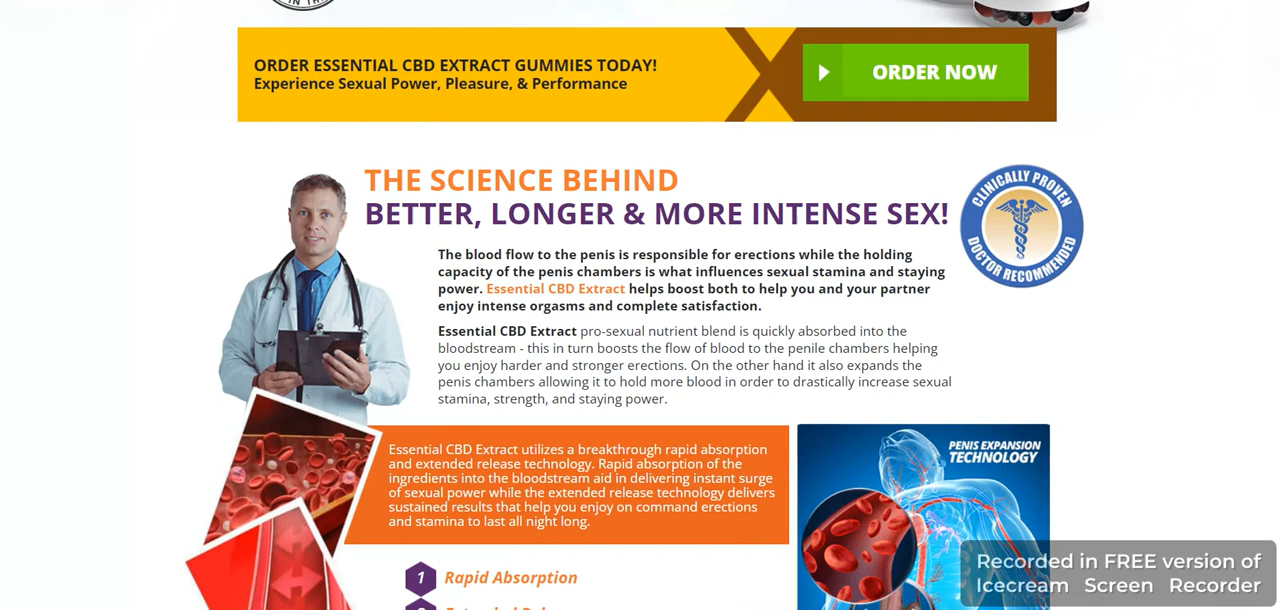 IN TH
ORDER ESSENTIAL CBD EXTRACT GUMMIES TODAY!
Experience Sexual Power, Pleasure, & Performance
ORDER NOW
THE SCIENCE BEHIND
BETTER, LONGER & MORE INTENSE SEX!
CLINICALLY PROVEN
DOCTOR RECOMMENDED
The blood flow to the penis is responsible for erections while the holding
capacity of the penis chambers is what influences sexual stamina and staying
power. Essential CBD Extract helps boost both to help you and your partner
enjoy intense orgasms and complete satisfaction.
Essential CBD Extract pro-sexual nutrient blend is quickly absorbed into the
bloodstream - this in turn boosts the flow of blood to the penile chambers helping
you enjoy harder and stronger erections. On the other hand it also expands the
penis chambers allowing it to hold more blood in order to drastically increase sexual
stamina, strength, and staying power.
Essential CBD Extract utilizes a breakthrough rapid absorption
and extended release technology. Rapid absorption of the
ingredients into the bloodstream aid in delivering instant surge
of sexual power while the extended release technology delivers
sustained results that help you enjoy on command erections
and stamina to last all night long.
PENIS EXPANSION
TECHNOLOGY
1 Rapid Absorption
Recorded in FREE version of
Icecream Screen Recorder